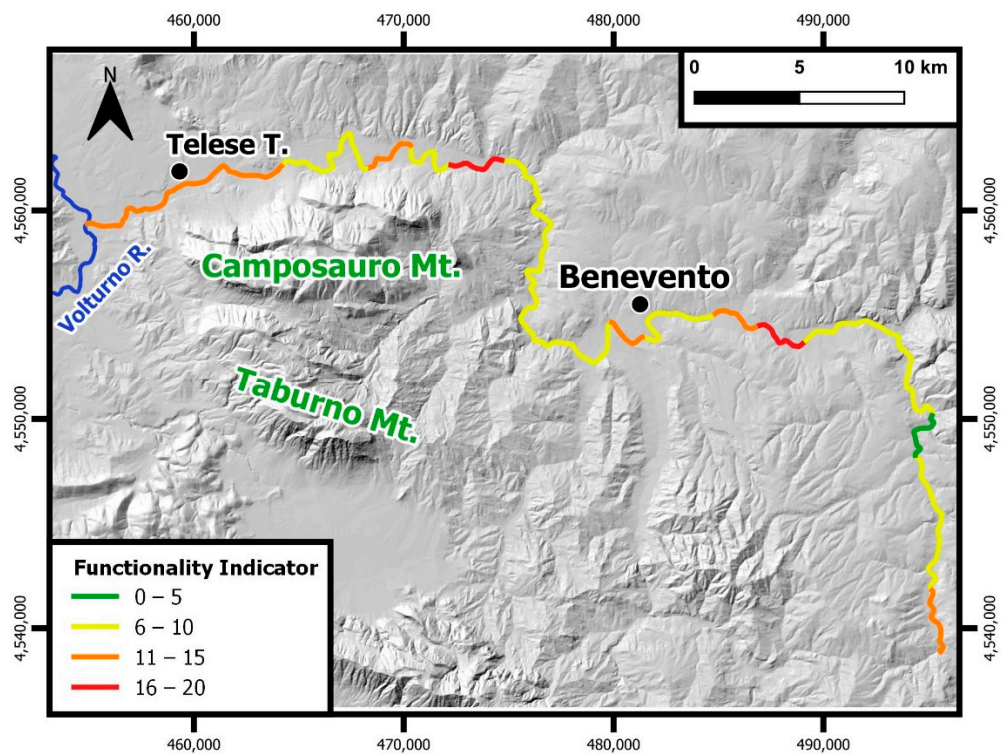 460,000 470,000 480,000 490,000
N
0 5 10 km
Telese T.
4,560,000 4,560,000
Volturno R.
Camposauro Mt.
Benevento
Taburno Mt.
4,550,000 4,550,000
Functionality Indicator
0 – 5
6 – 10
11 – 15
16 – 20
4,540,000 4,540,000
460,000 470,000 480,000 490,000